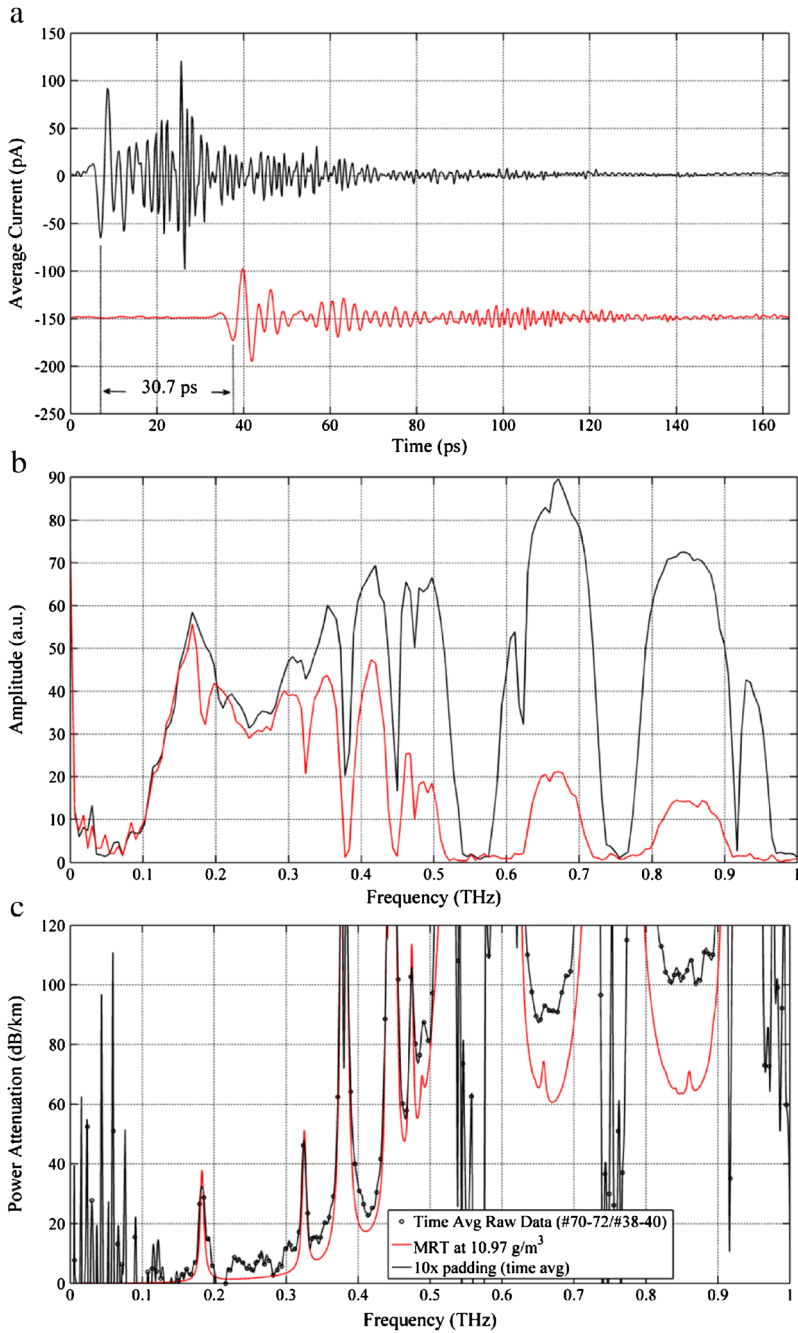 a
150
100
50
0
-50
-100
-150
-200
-250
Average Current (pA)
30.7 ps
0 20 40 60 80 100 120 140 160
Time (ps)
b
90
80
70
60
50
40
30
20
10
0
Amplitude (a.u.)
0 0.1 0.2 0.3 0.4 0.5 0.6 0.7 0.8 0.9 1
Frequency (THz)
c
120
100
80
60
40
20
0
Power Attenuation (dB/km)
Time Avg Raw Data (#70-72/#38-40)
MRT at 10.97 g/m³
10x padding (time avg)
0 0.1 0.2 0.3 0.4 0.5 0.6 0.7 0.8 0.9 1
Frequency (THz)